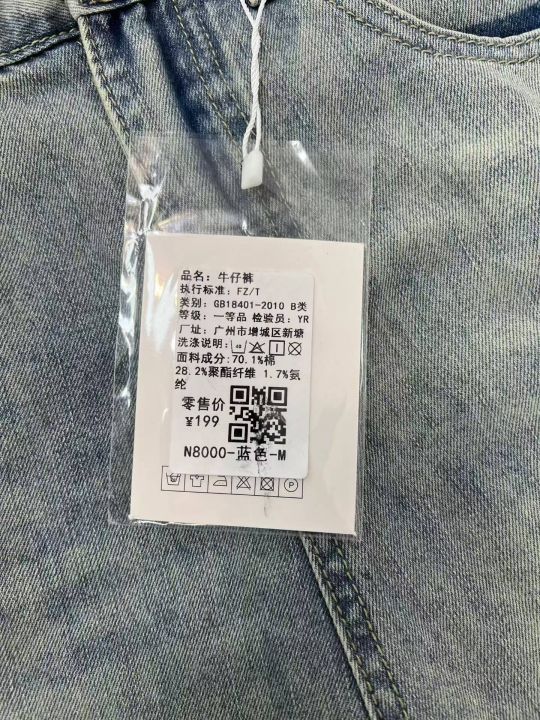 品名: 牛仔裤
执行标准: FZ/T
类别: GB18401-2010 B类
等级: 一等品 检验员: YR
厂址: 广州市增城区新塘
洗涤说明:
面料成分:70.1%棉
28.2%聚酯纤维 1.7%氨
纶
零售价
¥199
N8000-蓝色-M
P